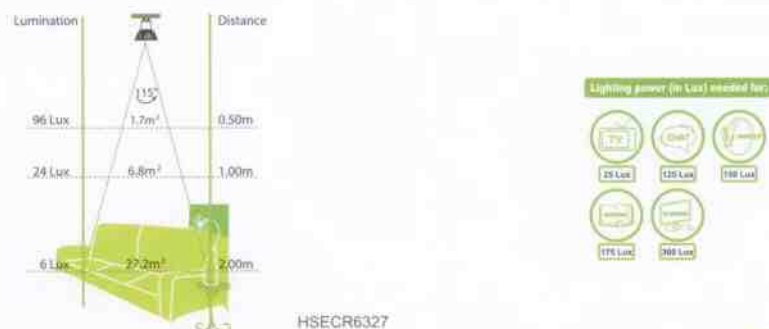 Lumination Distance
115°
96 Lux 1.7m² 0.50m
24 Lux 6.8m² 1.00m
6 Lux 27.2m² 2.00m
HSECR6327
Lighting power (in Lux) needed for:
TV CHAT
25 Lux 125 Lux 150 Lux
175 Lux 300 Lux